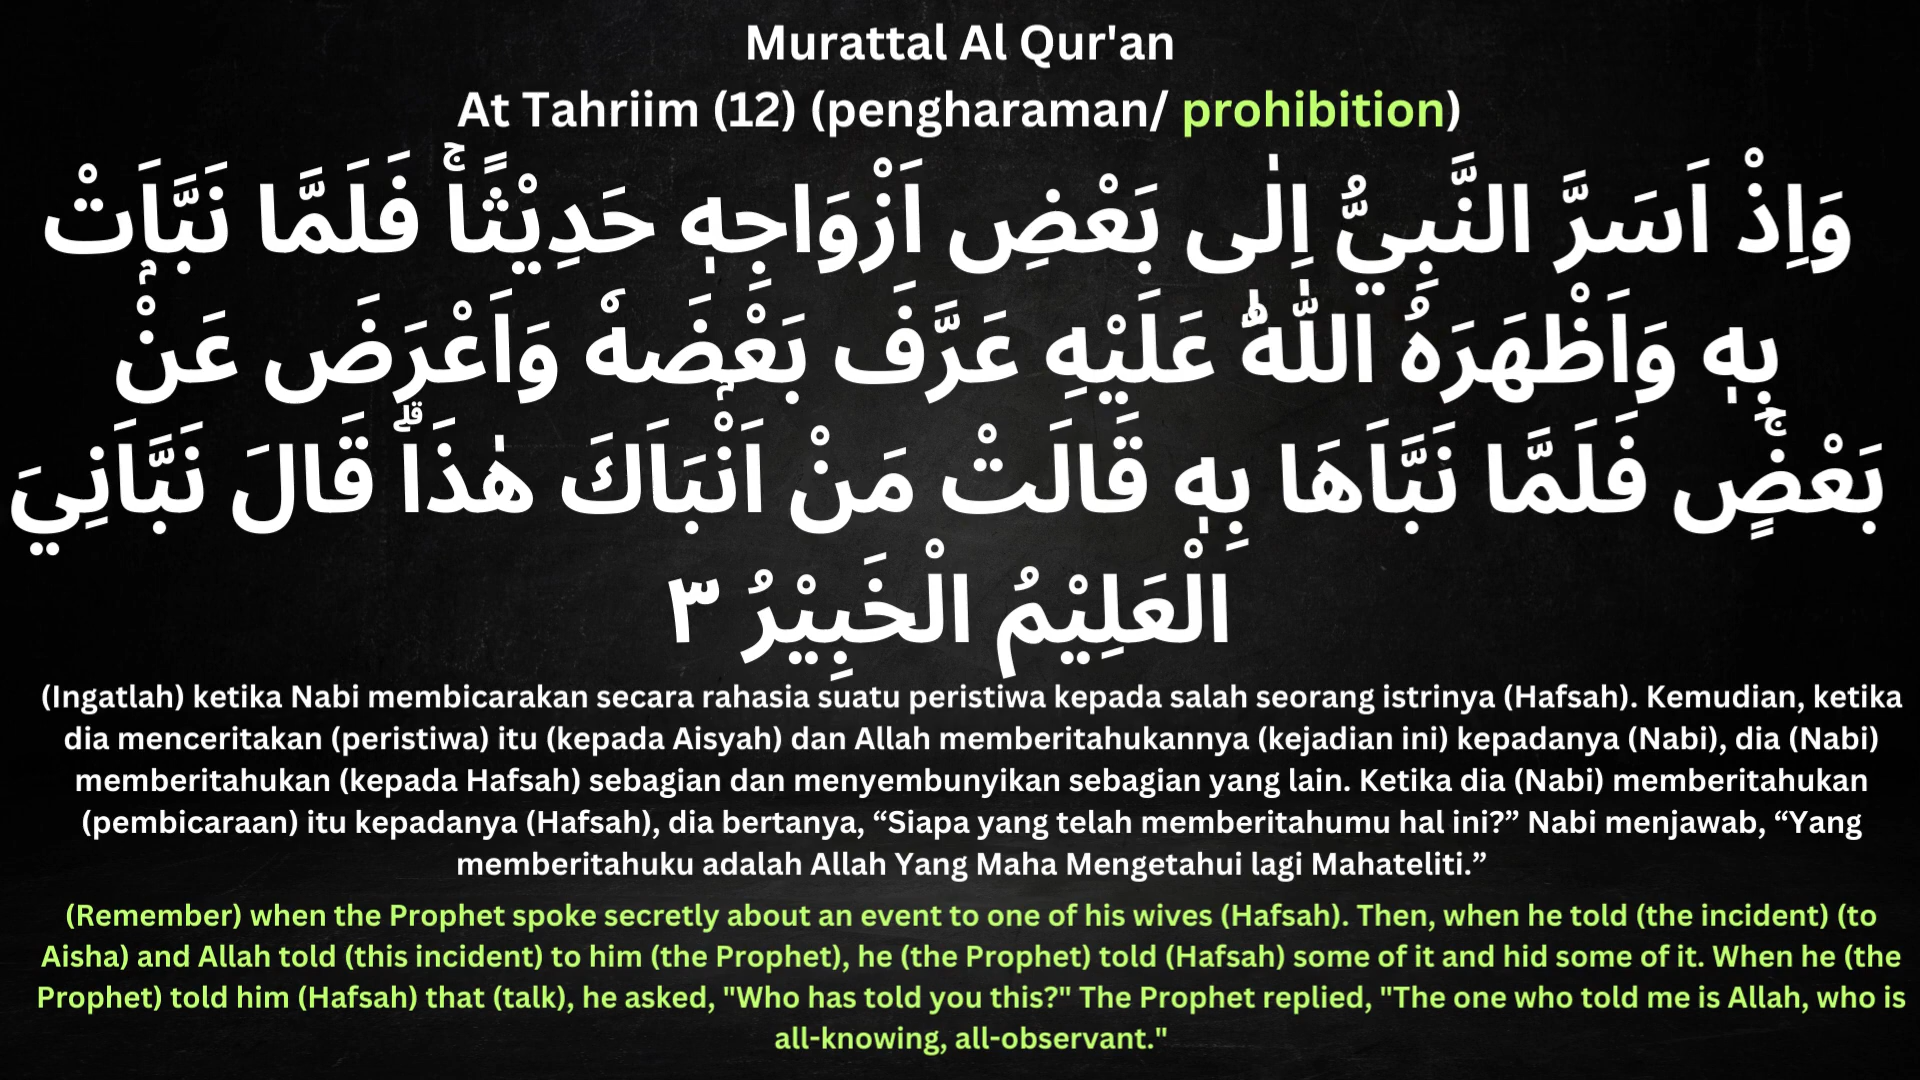 Murattal Al Qur'an
At Tahriim (12) (pengharaman/ prohibition)
وَاِذْ اَسَرَّ النَّبِيُّ اِلٰى بَعْضِ اَزْوَاجِهٖ حَدِيْثًاۚ فَلَمَّا نَبَّاَتْ
بِهٖ وَاَظْهَرَهُ اللّٰهُ عَلَيْهِ عَرَّفَ بَعْضَهٗ وَاَعْرَضَ عَنْۢ
بَعْضٍۚ فَلَمَّا نَبَّاَهَا بِهٖ قَالَتْ مَنْ اَنْۢبَاَكَ هٰذَاۗ قَالَ نَبَّاَنِيَ
الْعَلِيْمُ الْخَبِيْرُ ٣
(Ingatlah) ketika Nabi membicarakan secara rahasia suatu peristiwa kepada salah seorang istrinya (Hafsah). Kemudian, ketika
dia menceritakan (peristiwa) itu (kepada Aisyah) dan Allah memberitahukannya (kejadian ini) kepadanya (Nabi), dia (Nabi)
memberitahukan (kepada Hafsah) sebagian dan menyembunyikan sebagian yang lain. Ketika dia (Nabi) memberitahukan
(pembicaraan) itu kepadanya (Hafsah), dia bertanya, “Siapa yang telah memberitahumu hal ini?” Nabi menjawab, “Yang
memberitahuku adalah Allah Yang Maha Mengetahui lagi Mahateliti.”
(Remember) when the Prophet spoke secretly about an event to one of his wives (Hafsah). Then, when he told (the incident) (to
Aisha) and Allah told (this incident) to him (the Prophet), he (the Prophet) told (Hafsah) some of it and hid some of it. When he (the
Prophet) told him (Hafsah) that (talk), he asked, "Who has told you this?" The Prophet replied, "The one who told me is Allah, who is
all-knowing, all-observant."